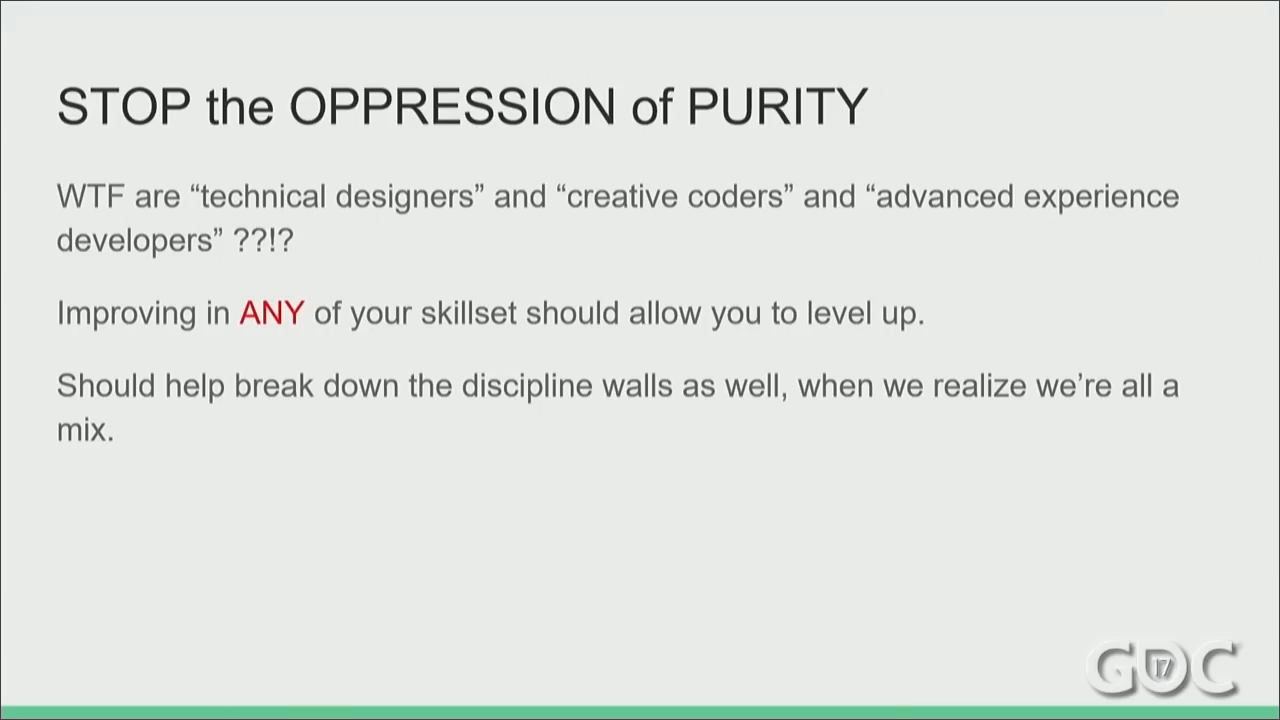 STOP the OPPRESSION of PURITY
WTF are “technical designers” and “creative coders” and “advanced experience
developers” ??!?
Improving in ANY of your skillset should allow you to level up.
Should help break down the discipline walls as well, when we realize we’re all a
mix.
GDC
17